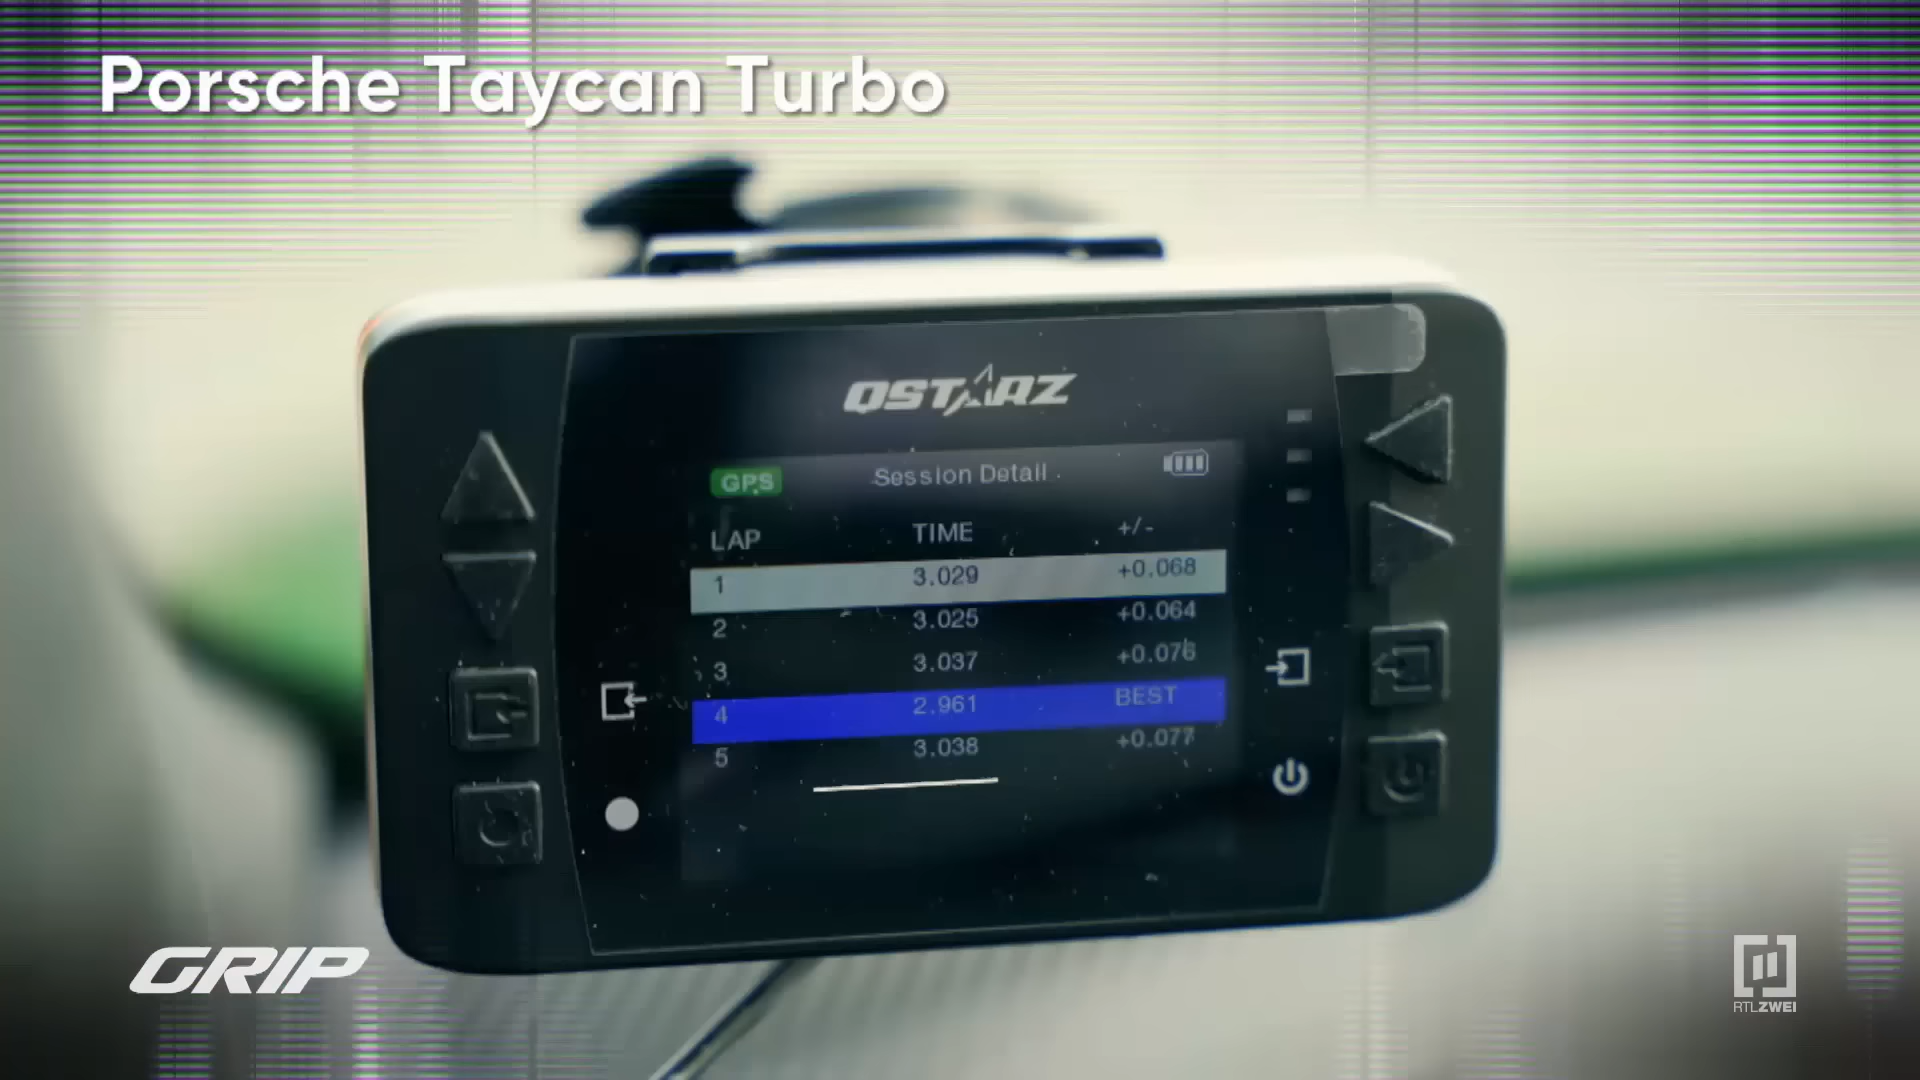 Porsche Taycan Turbo
QSTARZ
GPS Session Detail
LAP TIME +/-
1 3.029 +0.068
2 3.025 +0.064
3 3.037 +0.076
4 2.961 BEST
5 3.038 +0.077
GRIP
RTLZWEI